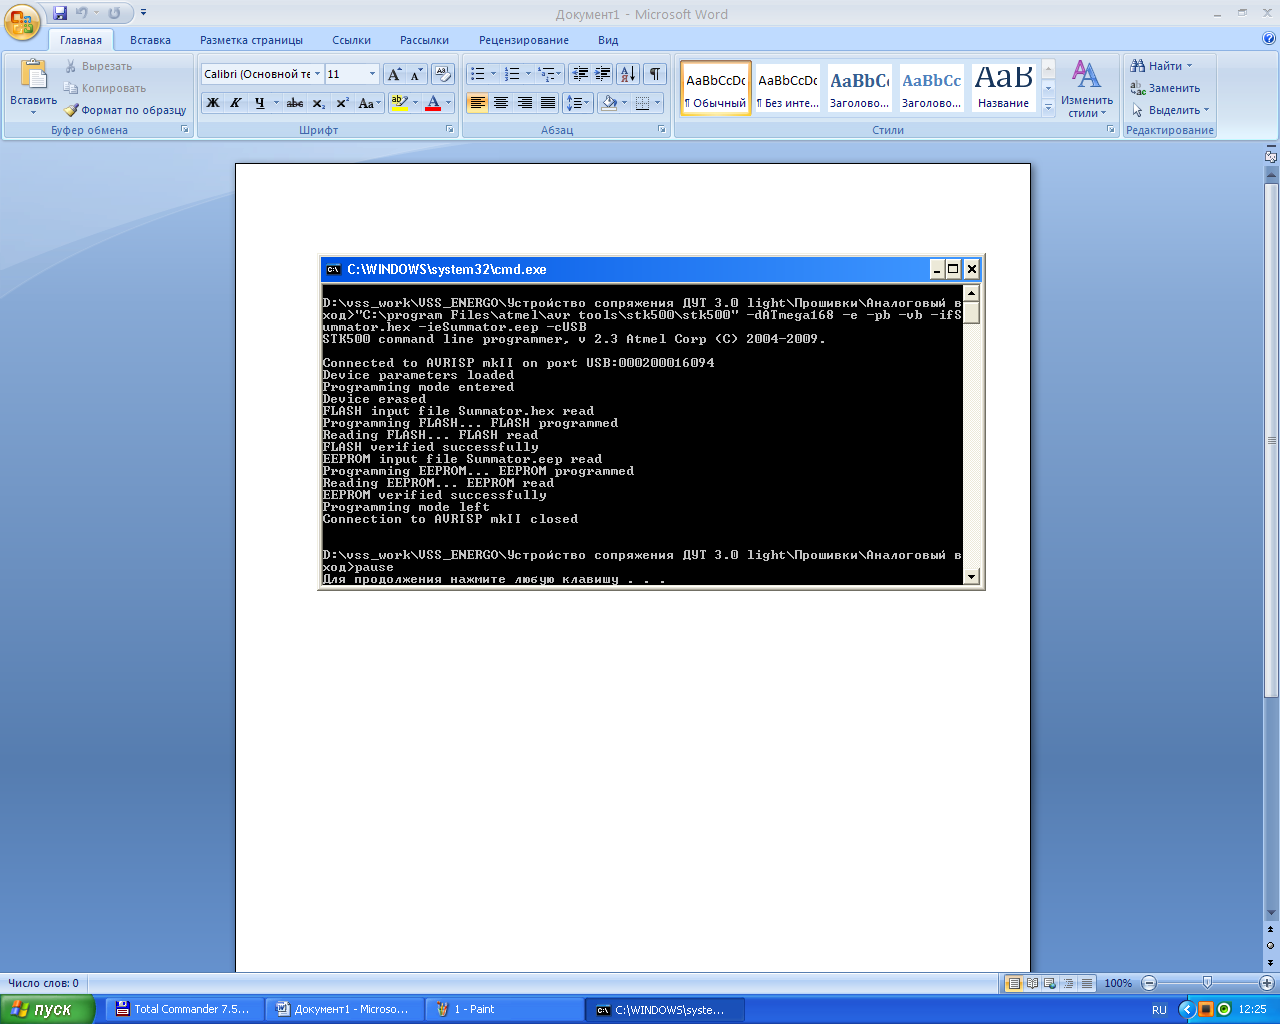 Документ1 - Microsoft Word
Главная Вставка Разметка страницы Ссылки Рассылки Рецензирование Вид
Вставить
Вырезать
Копировать
Формат по образцу
Буфер обмена
Calibri (Основной те 11
Ж К Ч abc x₂ x² Aa ab A
Шрифт
Абзац
AaBbCcDc AaBbCcDc AaBbC AaBbCc AaB
¶ Обычный ¶ Без инте... Заголово... Заголово... Название
Изменить стили
Стили
Найти
Заменить
Выделить
Редактирование
C:\WINDOWS\system32\cmd.exe
D:\vss_work\VSS_ENERGO\Устройство сопряжения ДУТ 3.0 light\Прошивки\Аналоговый в
ход>"C:\program Files\atmel\avr tools\stk500\stk500" -dATmega168 -e -pb -vb -ifS
ummator.hex -ieSummator.eep -cUSB
STK500 command line programmer, v 2.3 Atmel Corp (C) 2004-2009.
Connected to AVRISP mkII on port USB:000200016094
Device parameters loaded
Programming mode entered
Device erased
FLASH input file Summator.hex read
Programming FLASH... FLASH programmed
Reading FLASH... FLASH read
FLASH verified successfully
EEPROM input file Summator.eep read
Programming EEPROM... EEPROM programmed
Reading EEPROM... EEPROM read
EEPROM verified successfully
Programming mode left
Connection to AVRISP mkII closed
D:\vss_work\VSS_ENERGO\Устройство сопряжения ДУТ 3.0 light\Прошивки\Аналоговый в
ход>pause
Для продолжения нажмите любую клавишу . . .
Число слов: 0
100%
пуск
Total Commander 7.5...
Документ1 - Microso...
1 - Paint
C:\WINDOWS\syste...
RU
12:25